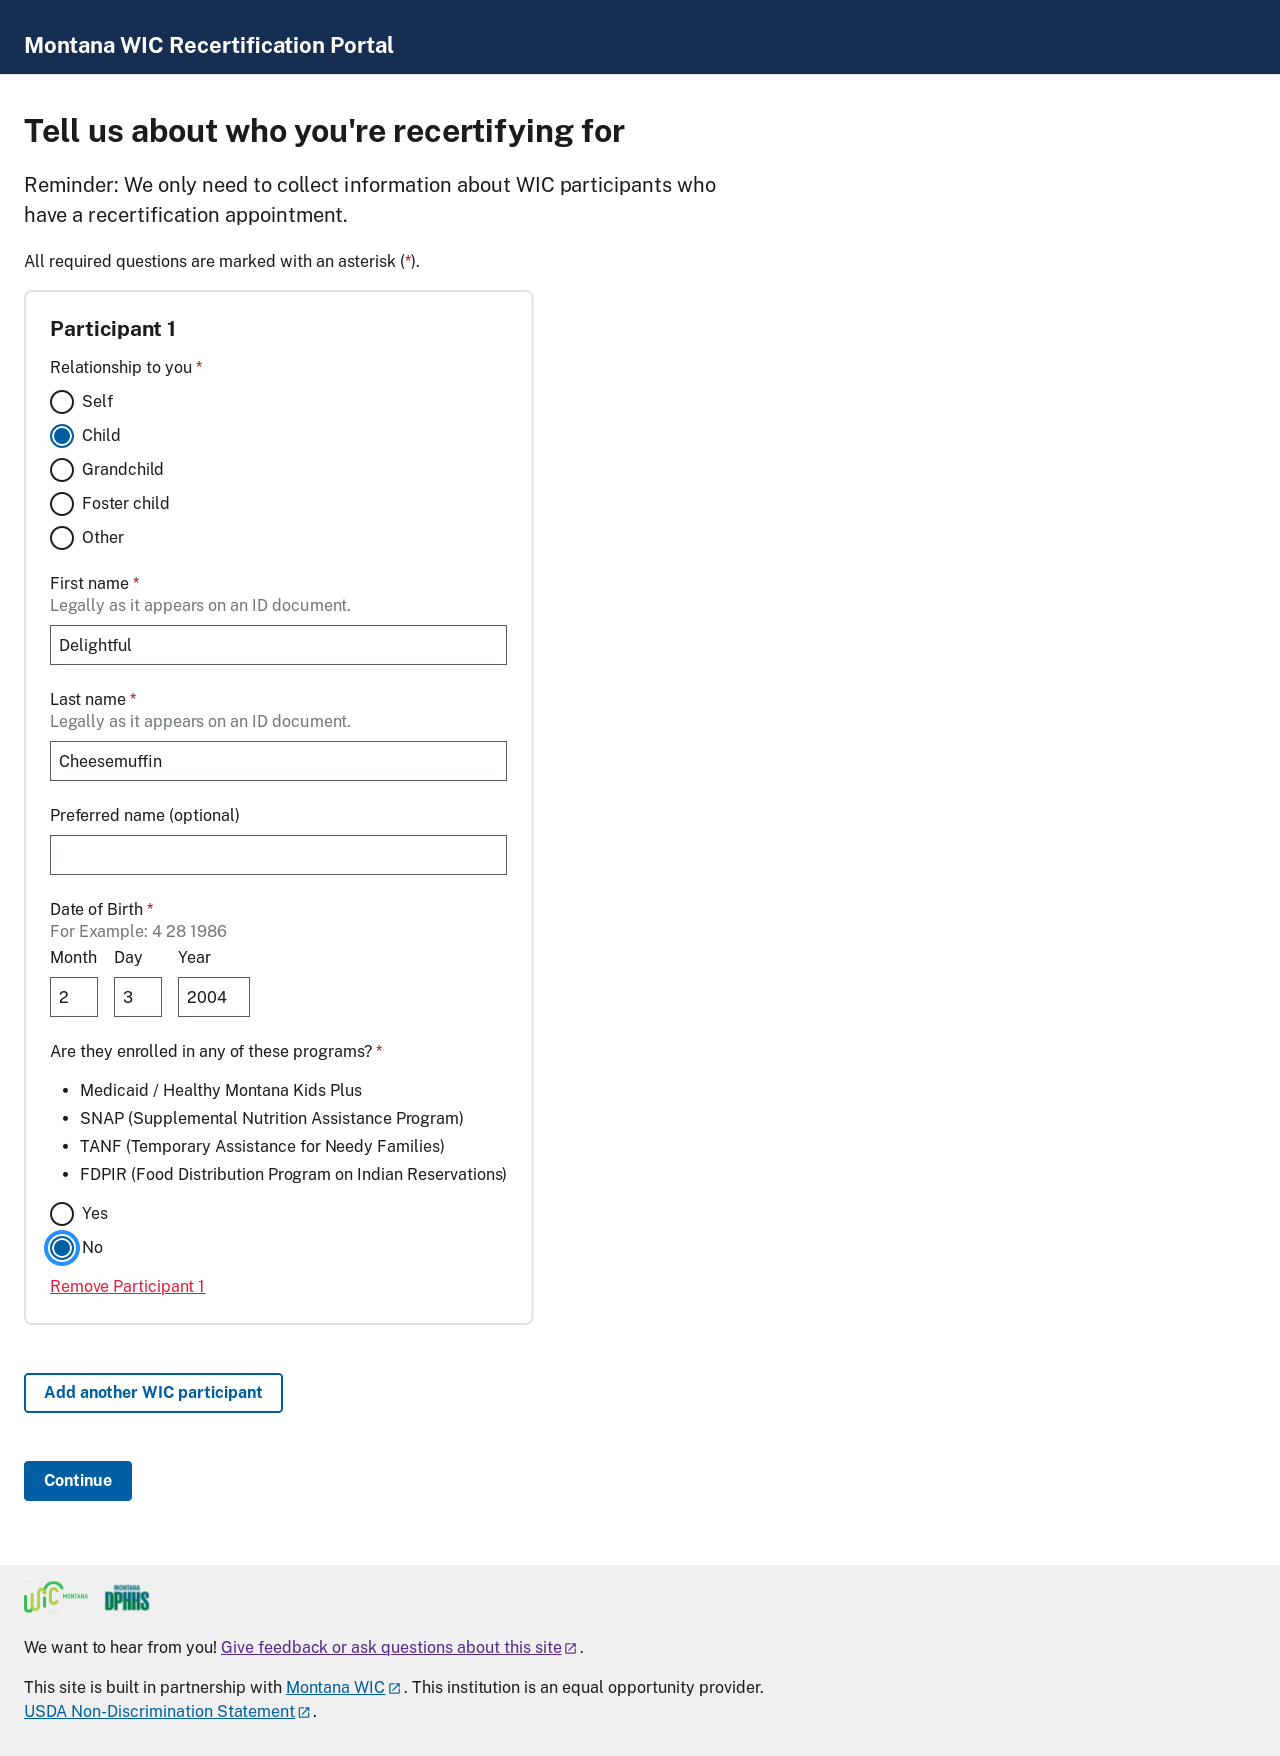 Montana WIC Recertification Portal
Tell us about who you're recertifying for
Reminder: We only need to collect information about WIC participants who
have a recertification appointment.
All required questions are marked with an asterisk (*).
Participant 1
Relationship to you *
Self
Child
Grandchild
Foster child
Other
First name *
Legally as it appears on an ID document.
Delightful
Last name *
Legally as it appears on an ID document.
Cheesemuffin
Preferred name (optional)
Date of Birth *
For Example: 4 28 1986
Month Day Year
2 3 2004
Are they enrolled in any of these programs? *
• Medicaid / Healthy Montana Kids Plus
• SNAP (Supplemental Nutrition Assistance Program)
• TANF (Temporary Assistance for Needy Families)
• FDPIR (Food Distribution Program on Indian Reservations)
Yes
No
Remove Participant 1
Add another WIC participant
Continue
WIC MONTANA MONTANA DPHHS
We want to hear from you! Give feedback or ask questions about this site.
This site is built in partnership with Montana WIC. This institution is an equal opportunity provider.
USDA Non-Discrimination Statement.